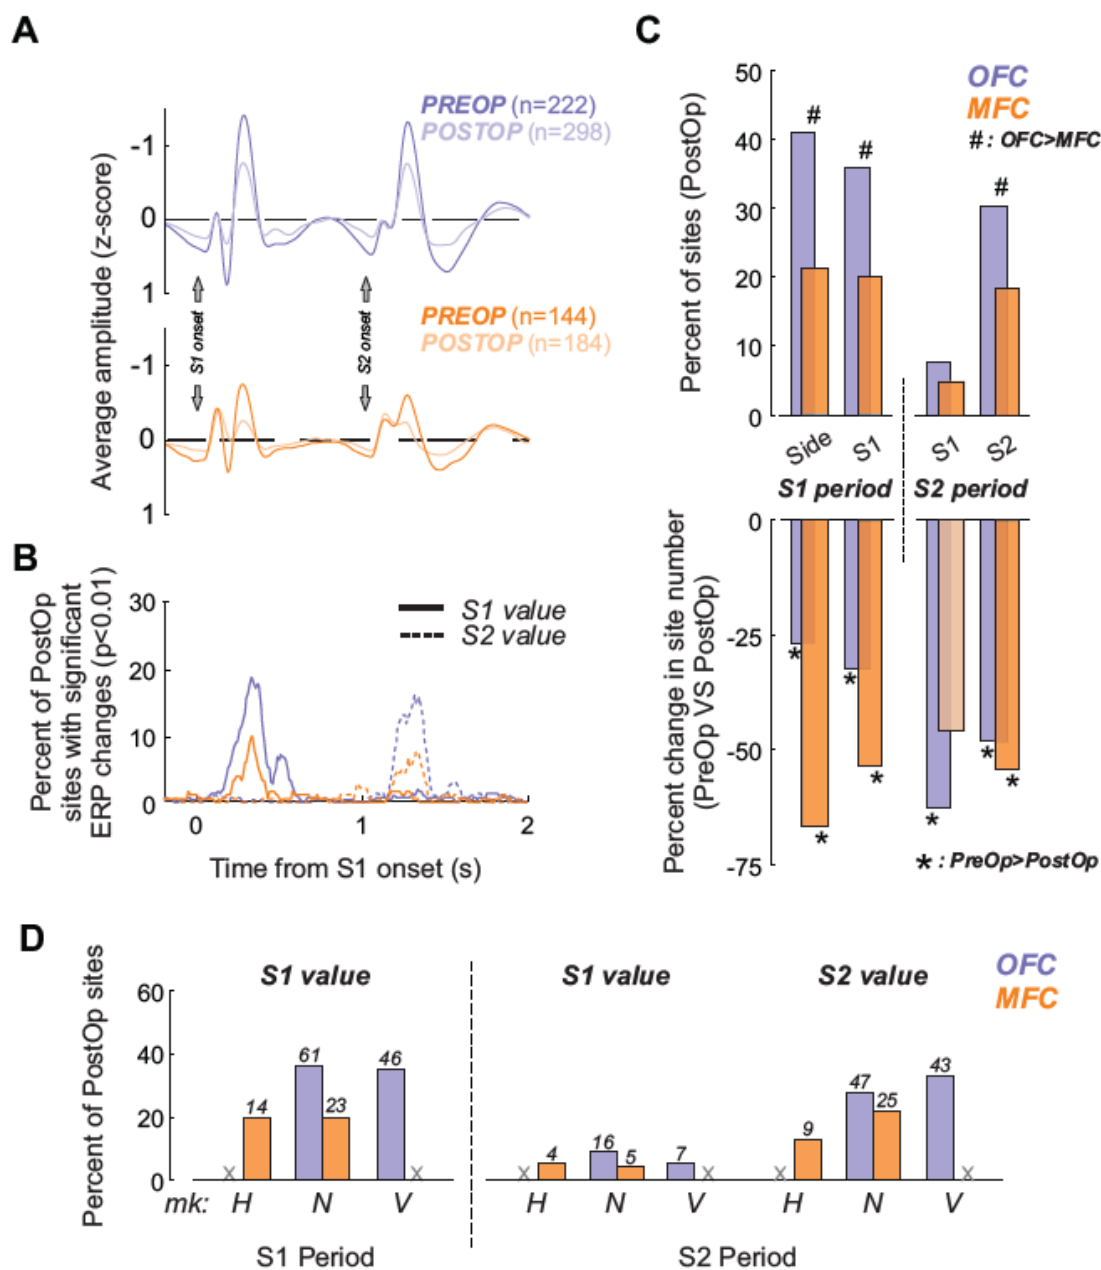 A
PREOP (n=222)
POSTOP (n=298)
-1
0
1
S1 onset
S2 onset
PREOP (n=144)
POSTOP (n=184)
-1
0
1
Average amplitude (z-score)
B
30
20
10
0
S1 value
S2 value
Percent of PostOp
sites with significant
ERP changes (p<0.01)
0 1 2
Time from S1 onset (s)
C
OFC
MFC
#: OFC>MFC
50
40
30
20
10
0
# # #
Percent of sites (PostOp)
Side S1 S1 S2
S1 period S2 period
0
-25
-50
-75
Percent change in site number
(PreOp VS PostOp)
* * * * * *
*: PreOp>PostOp
D
S1 value S1 value S2 value
OFC
MFC
60
40
20
0
Percent of PostOp sites
X 14 61 23 46 X
X 4 16 5 7 X
X 9 47 25 43 X
mk: H N V H N V H N V
S1 Period S2 Period